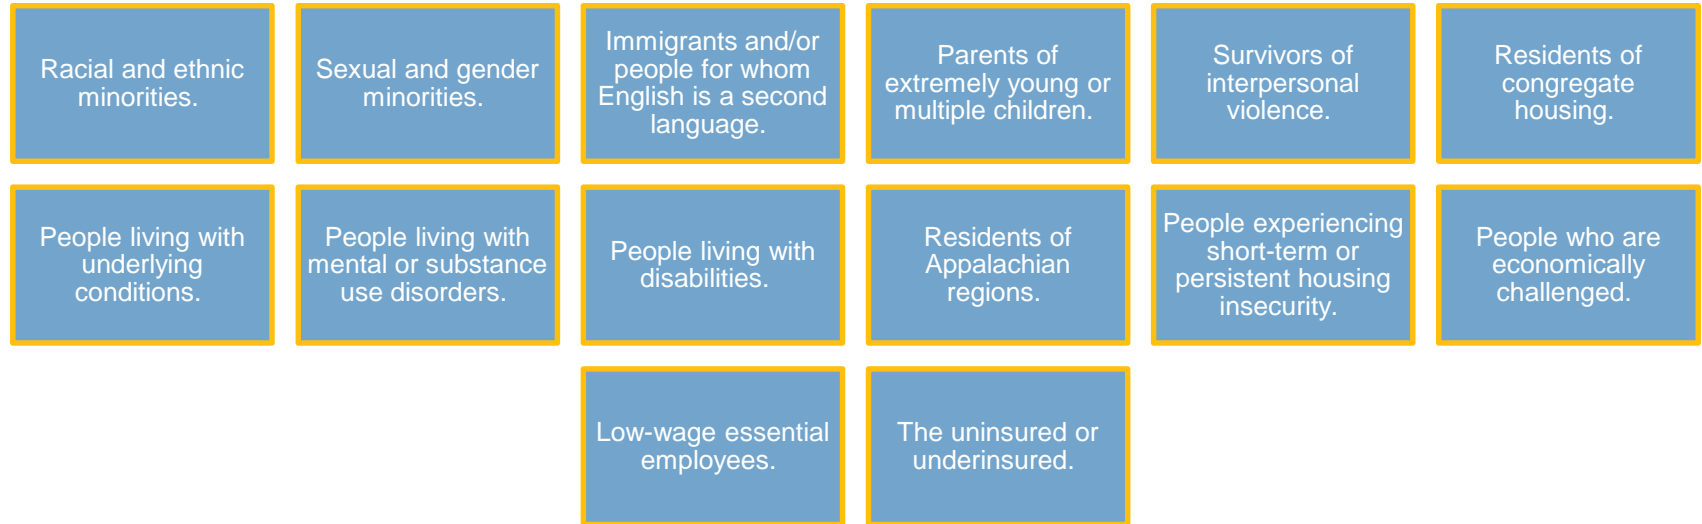 Racial and ethnic
minorities.
Sexual and gender
minorities.
Immigrants and/or
people for whom
English is a second
language.
Parents of
extremely young or
multiple children.
Survivors of
interpersonal
violence.
Residents of
congregate
housing.
People living with
underlying
conditions.
People living with
mental or substance
use disorders.
People living with
disabilities.
Residents of
Appalachian
regions.
People experiencing
short-term or
persistent housing
insecurity.
People who are
economically
challenged.
Low-wage essential
employees.
The uninsured or
underinsured.